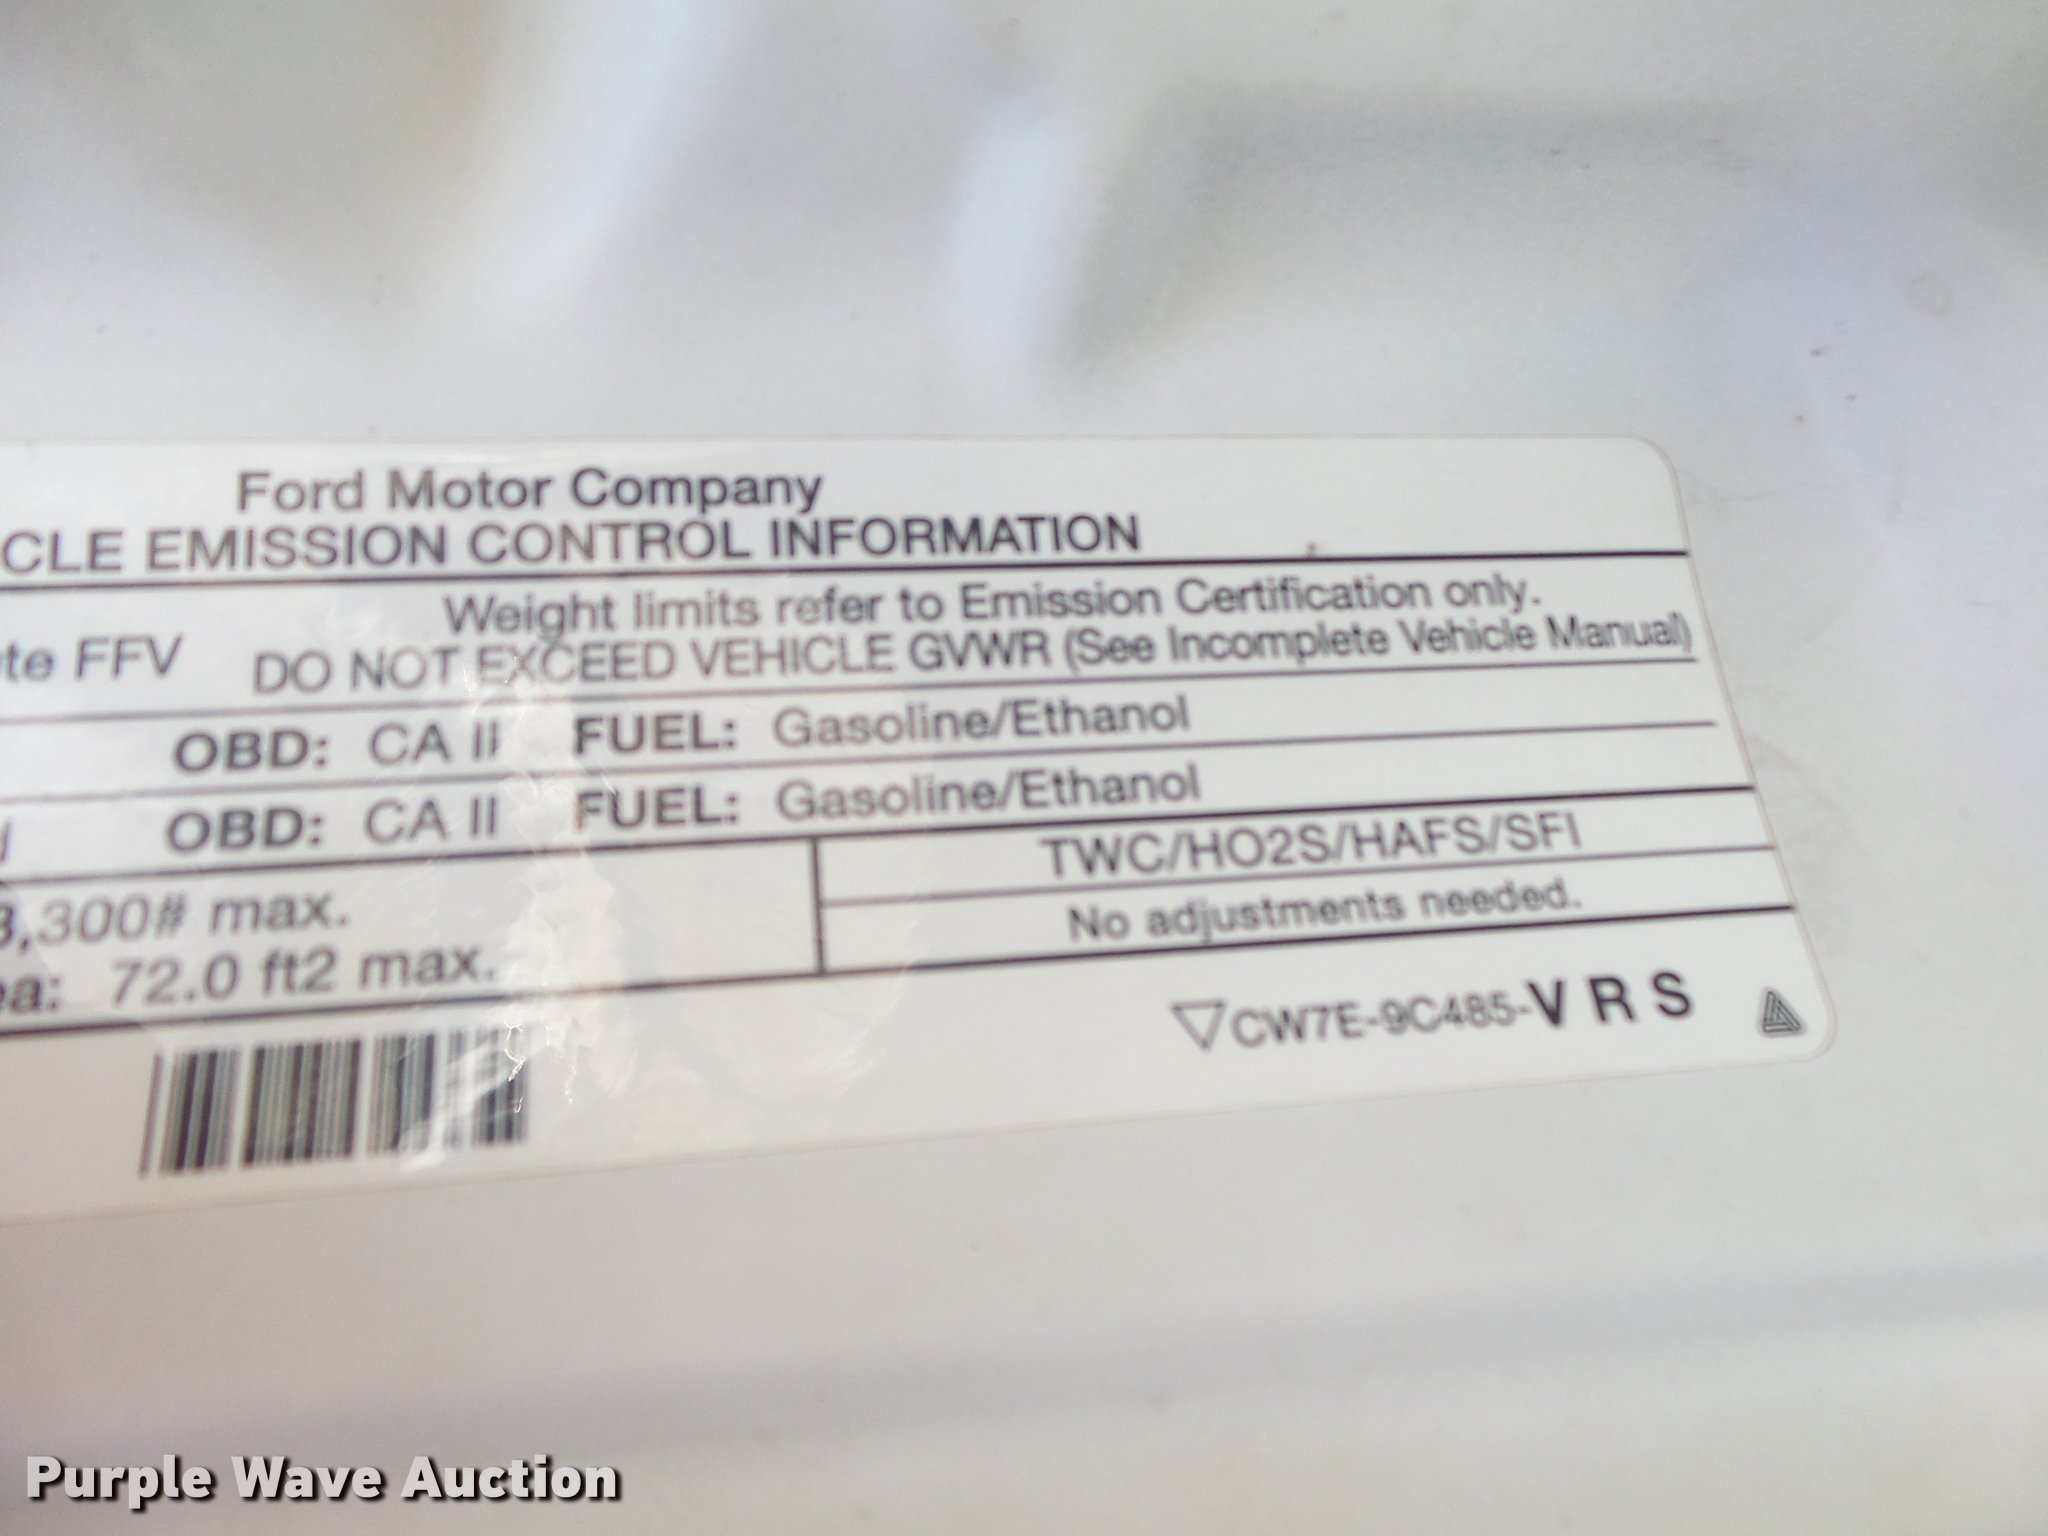 Ford Motor Company
CLE EMISSION CONTROL INFORMATION
Weight limits refer to Emission Certification only.
te FFV DO NOT EXCEED VEHICLE GVWR (See Incomplete Vehicle Manual)
OBD: CA II FUEL: Gasoline/Ethanol
OBD: CA II FUEL: Gasoline/Ethanol
TWC/HO2S/HAFS/SFI
3,300# max.
No adjustments needed.
ea: 72.0 ft2 max.
CW7E-9C485-V R S
Purple Wave Auction